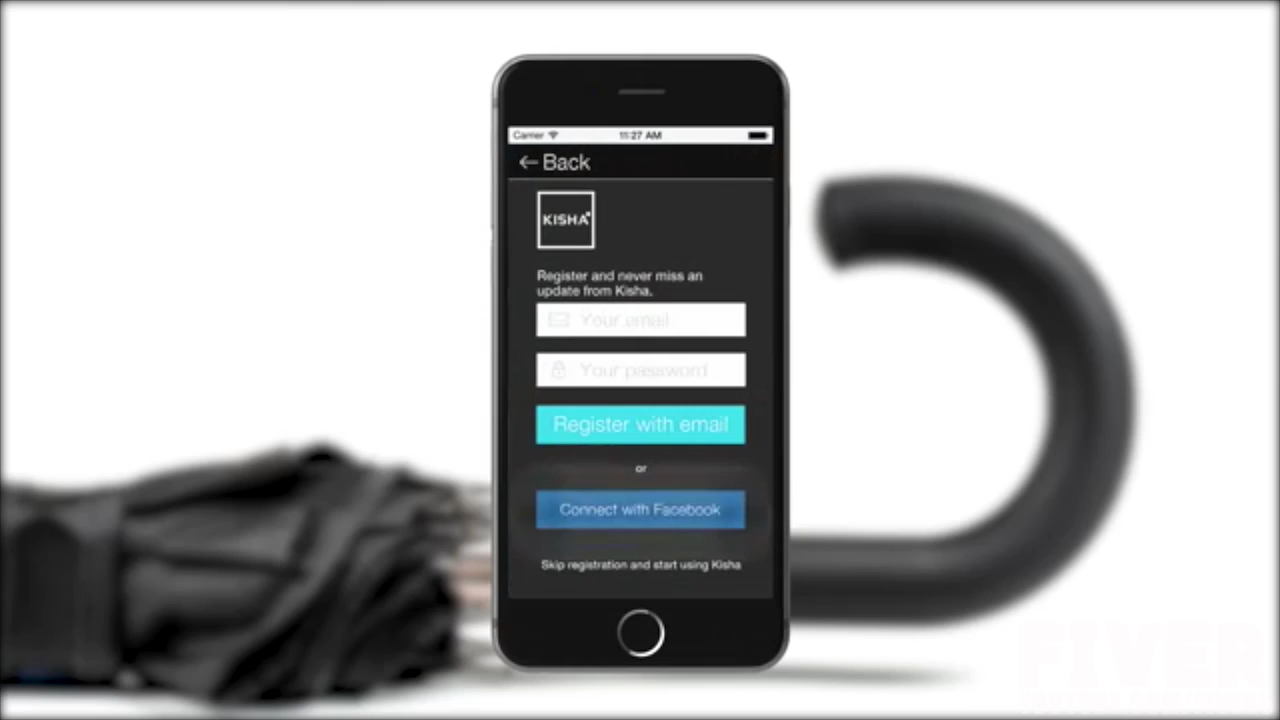 Carrier 11:27 AM
Back
KISHA
Register and never miss an
update from Kisha.
Your email
Your password
Register with email
or
Connect with Facebook
Skip registration and start using Kisha
FIVER